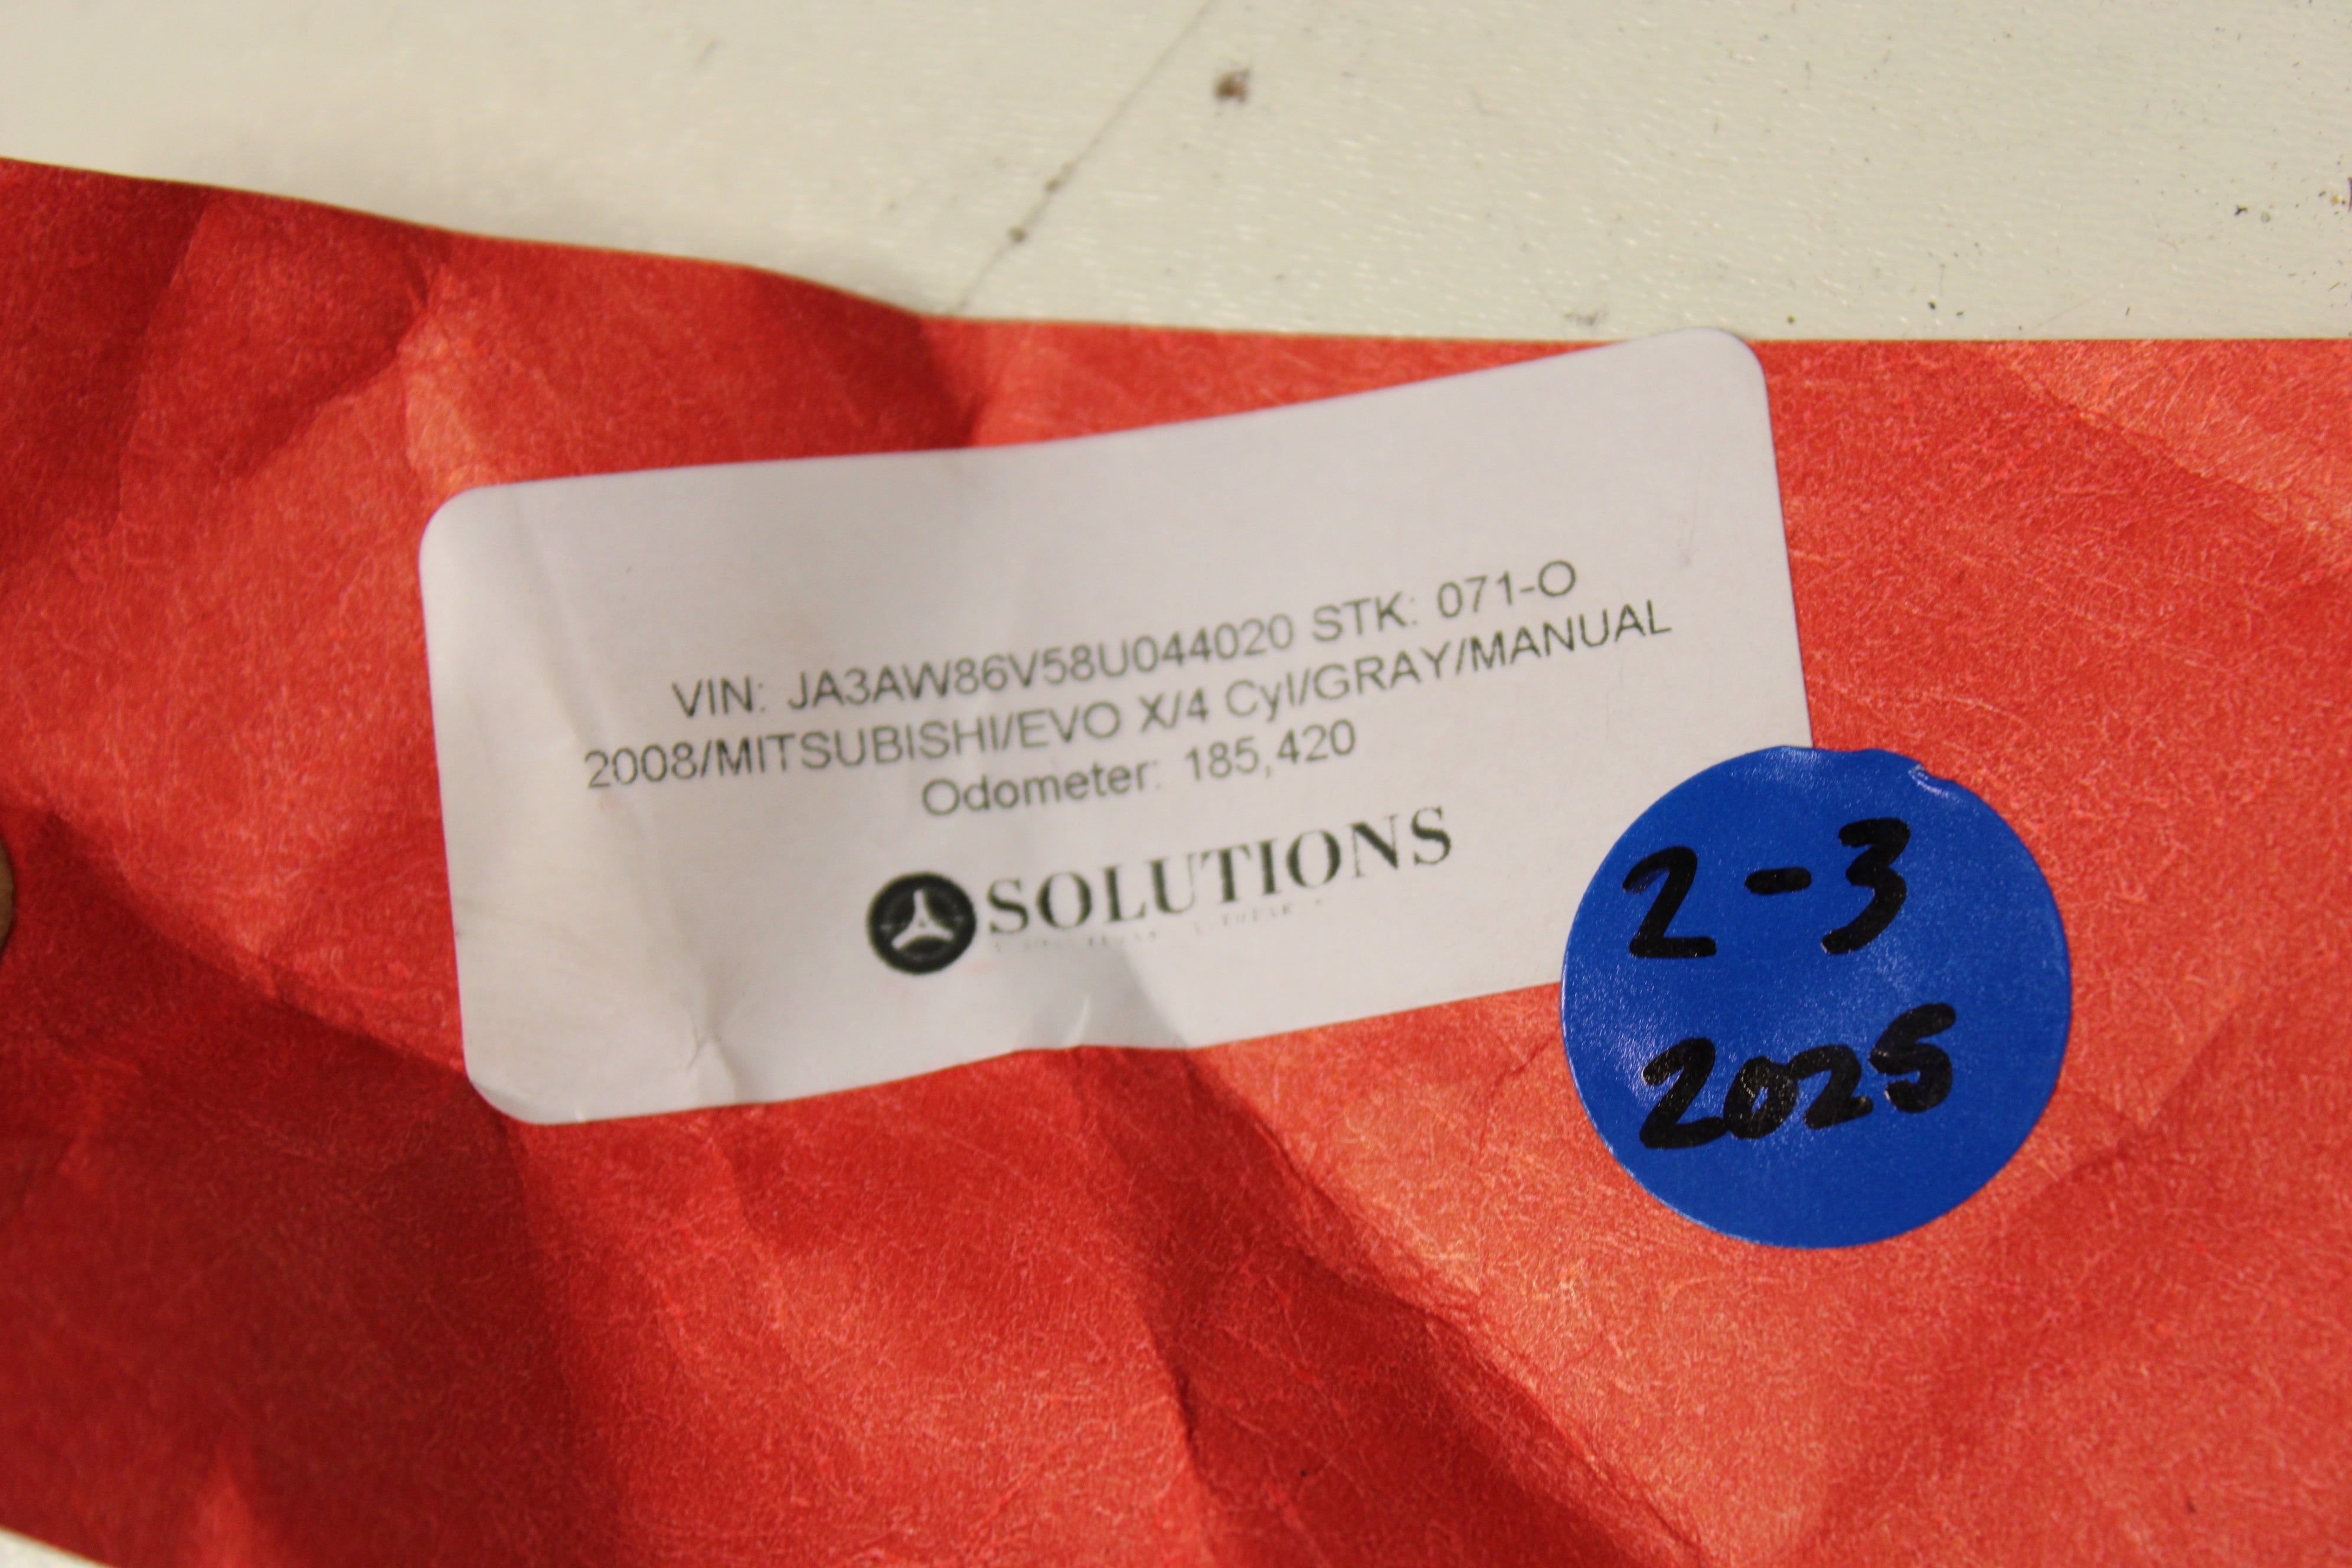 VIN: JA3AW86V58U044020 STK: 071-O
2008/MITSUBISHI/EVO X/4 Cyl/GRAY/MANUAL
Odometer: 185,420
SOLUTIONS
2-3
2025